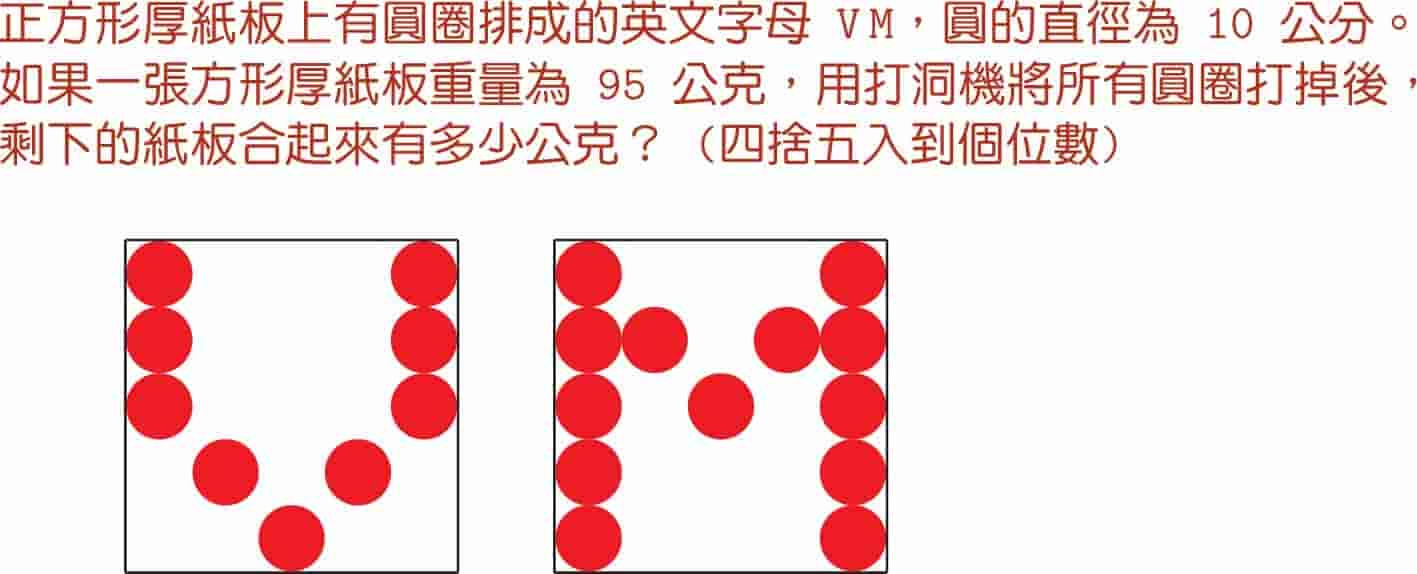 正方形厚紙板上有圓圈排成的英文字母 VM，圓的直徑為 10 公分。
如果一張方形厚紙板重量為 95 公克，用打洞機將所有圓圈打掉後，
剩下的紙板合起來有多少公克？（四捨五入到個位數）